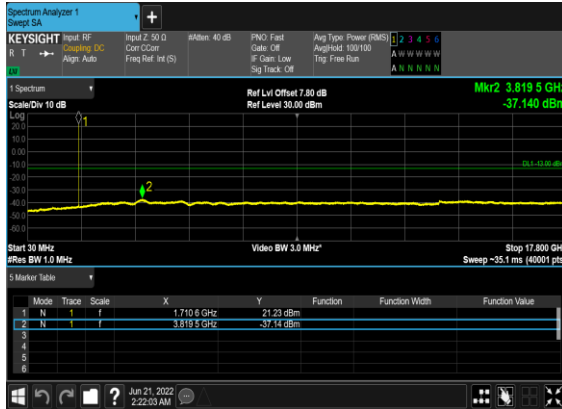 Spectrum Analyzer 1
Swept SA
+
KEYSIGHT Input: RF Input Z: 50 Ω #Atten: 40 dB PNO: Fast Avg Type: Power (RMS) 1 2 3 4 5 6
R T Coupling: DC Corr CCorr Gate: Off Avg|Hold: 100/100 A W W W W W
Align: Auto Freq Ref: Int (S) IF Gain: Low Trig: Free Run
Sig Track: Off A N N N N N
LXI
1 Spectrum Ref Lvl Offset 7.80 dB Mkr2 3.819 5 GHz
Scale/Div 10 dB Ref Level 30.00 dBm -37.140 dBm
Log
1
20.0
10.0
0.00
-10.0 DL1 -13.00 dBm
-20.0
-30.0 2
-40.0
-50.0
-60.0
Start 30 MHz Video BW 3.0 MHz* Stop 17.800 GHz
#Res BW 1.0 MHz Sweep ~35.1 ms (40001 pts)
5 Marker Table
Mode Trace Scale X Y Function Function Width Function Value
1 N 1 f 1.710 6 GHz 21.23 dBm
2 N 1 f 3.819 5 GHz -37.14 dBm
3
4
5
6
? Jun 21, 2022
2:22:03 AM